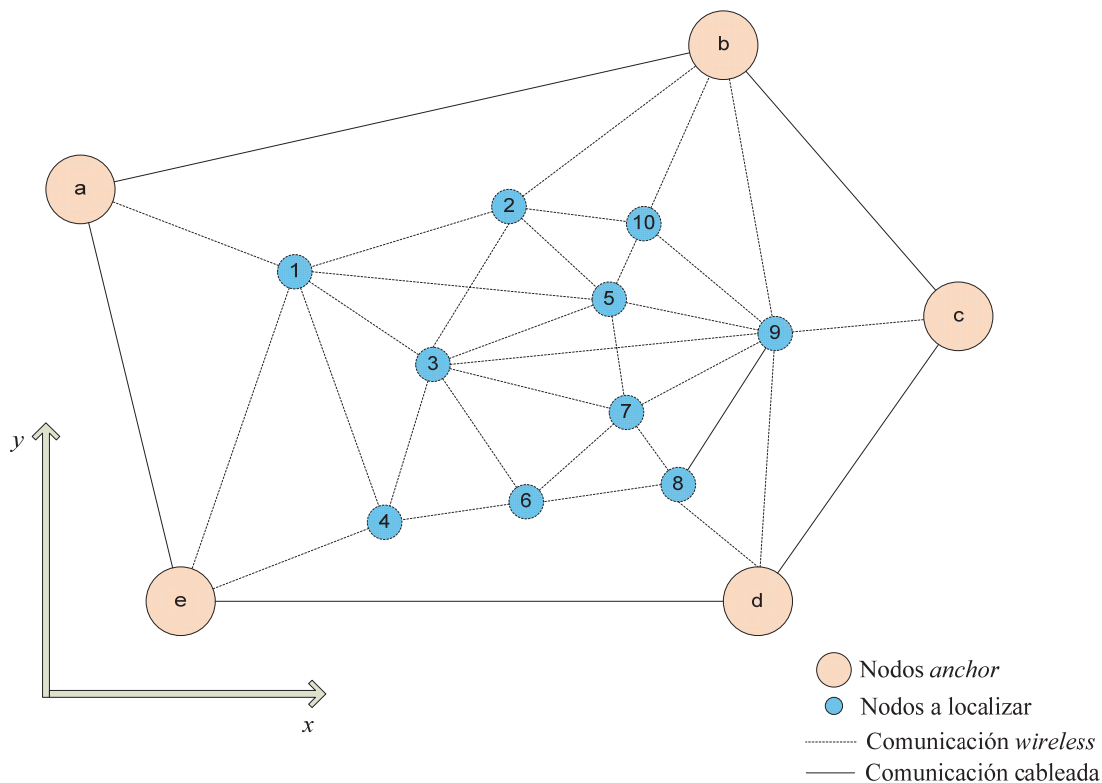 b
a
2
10
1
5
c
9
3
7
y
8
6
4
e
d
x
Nodos anchor
Nodos a localizar
Comunicación wireless
Comunicación cableada